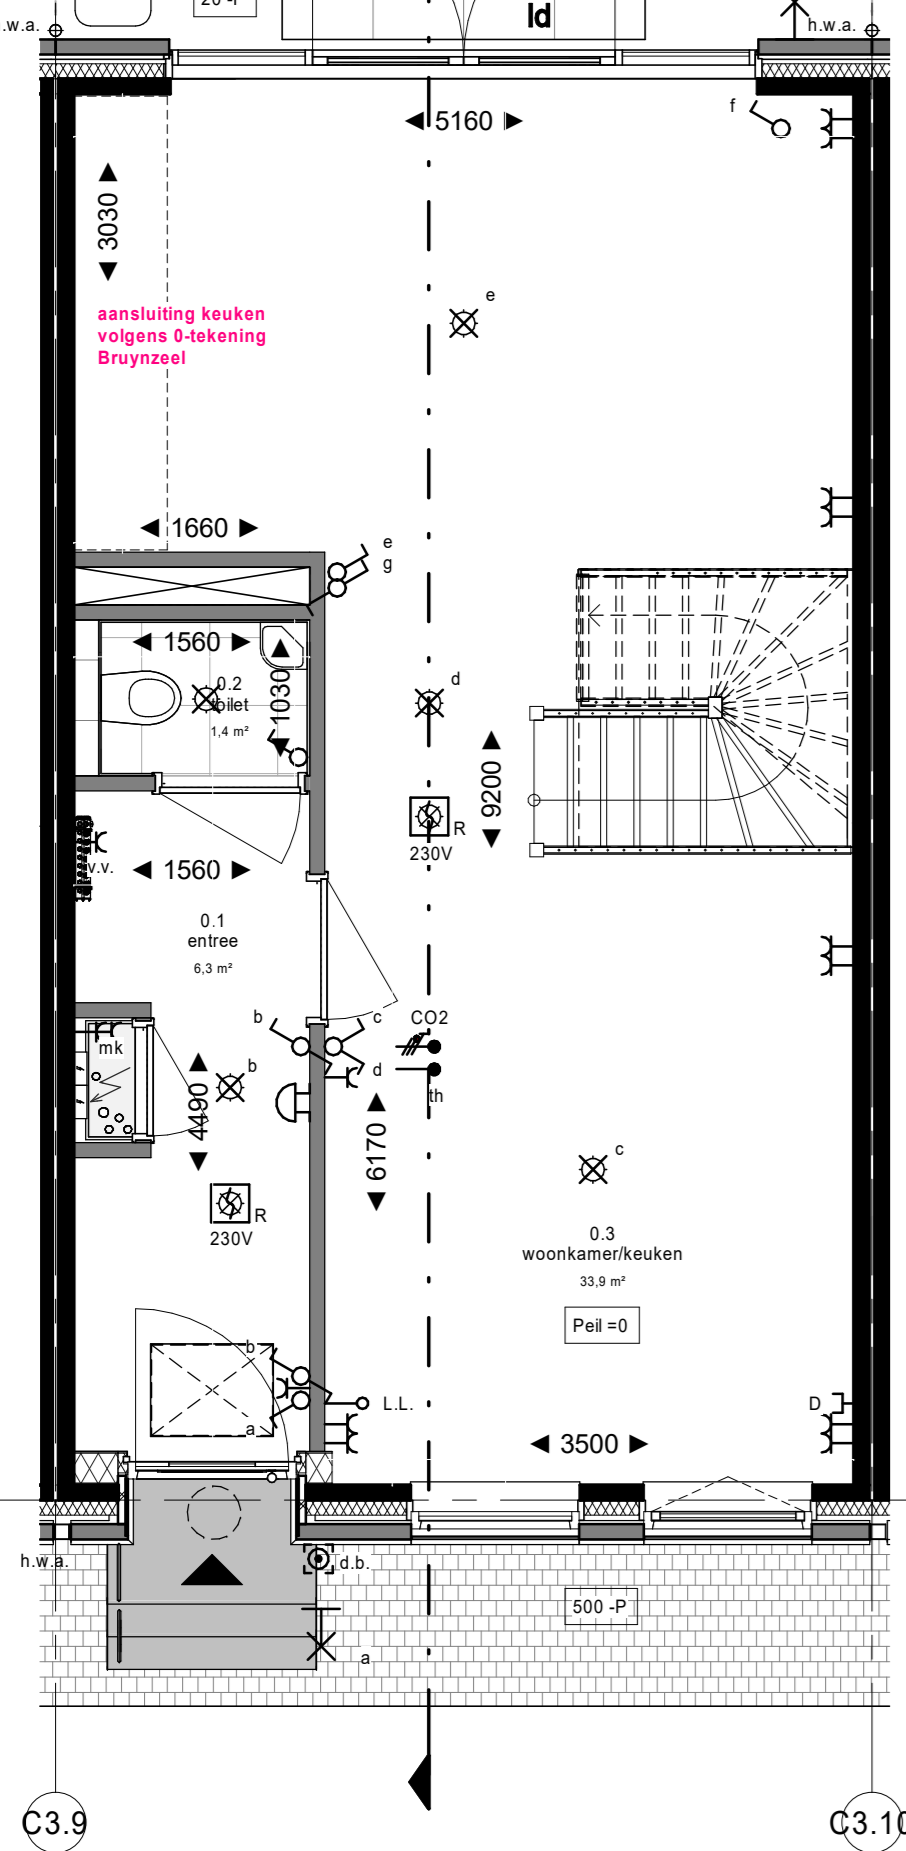 20 -P
pl
h.w.a.
h.w.a.
f
5160
3030
e
aansluiting keuken
volgens 0-tekening
Bruynzeel
1660
e
g
1560
0.2
toilet
1,4 m²
1030
d
9200
R
230V
v.v.
1560
0.1
entree
6,3 m²
b
c
CO2
mk
b
d
th
4490
6170
c
R
230V
0.3
woonkamer/keuken
33,9 m²
Peil =0
b
L.L.
D
a
3500
h.w.a.
d.b.
500 -P
a
C3.9
C3.10